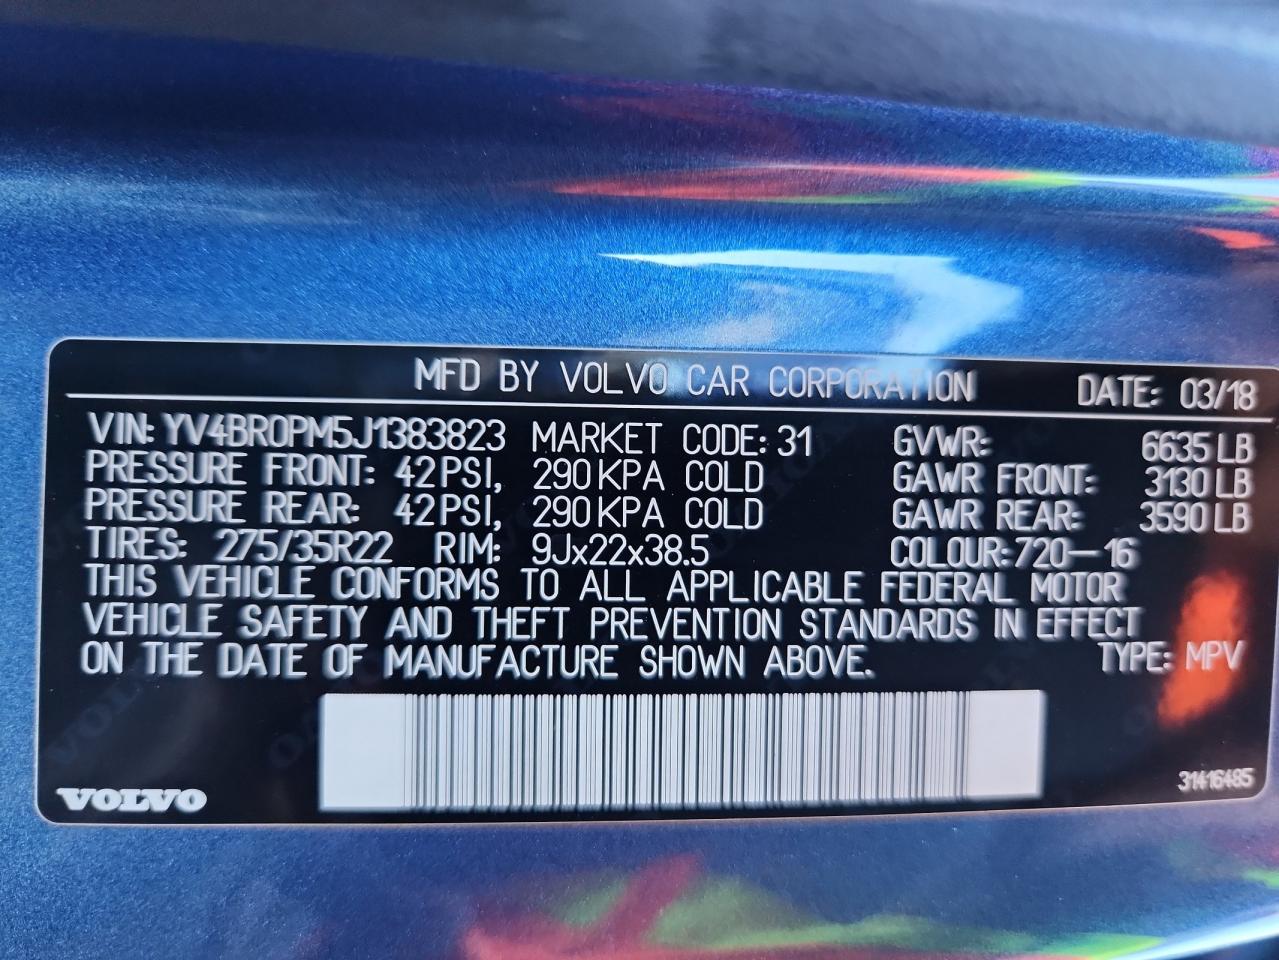 MFD BY VOLVO CAR CORPORATION DATE: 03/18
VIN: YV4BR0PM5J1383823 MARKET CODE: 31 GVWR: 6635 LB
PRESSURE FRONT: 42 PSI, 290 KPA COLD GAWR FRONT: 3130 LB
PRESSURE REAR: 42 PSI, 290 KPA COLD GAWR REAR: 3590 LB
TIRES: 275/35R22 RIM: 9Jx22x38.5 COLOUR: 720-16
THIS VEHICLE CONFORMS TO ALL APPLICABLE FEDERAL MOTOR
VEHICLE SAFETY AND THEFT PREVENTION STANDARDS IN EFFECT
ON THE DATE OF MANUFACTURE SHOWN ABOVE. TYPE: MPV
VOLVO 31416485